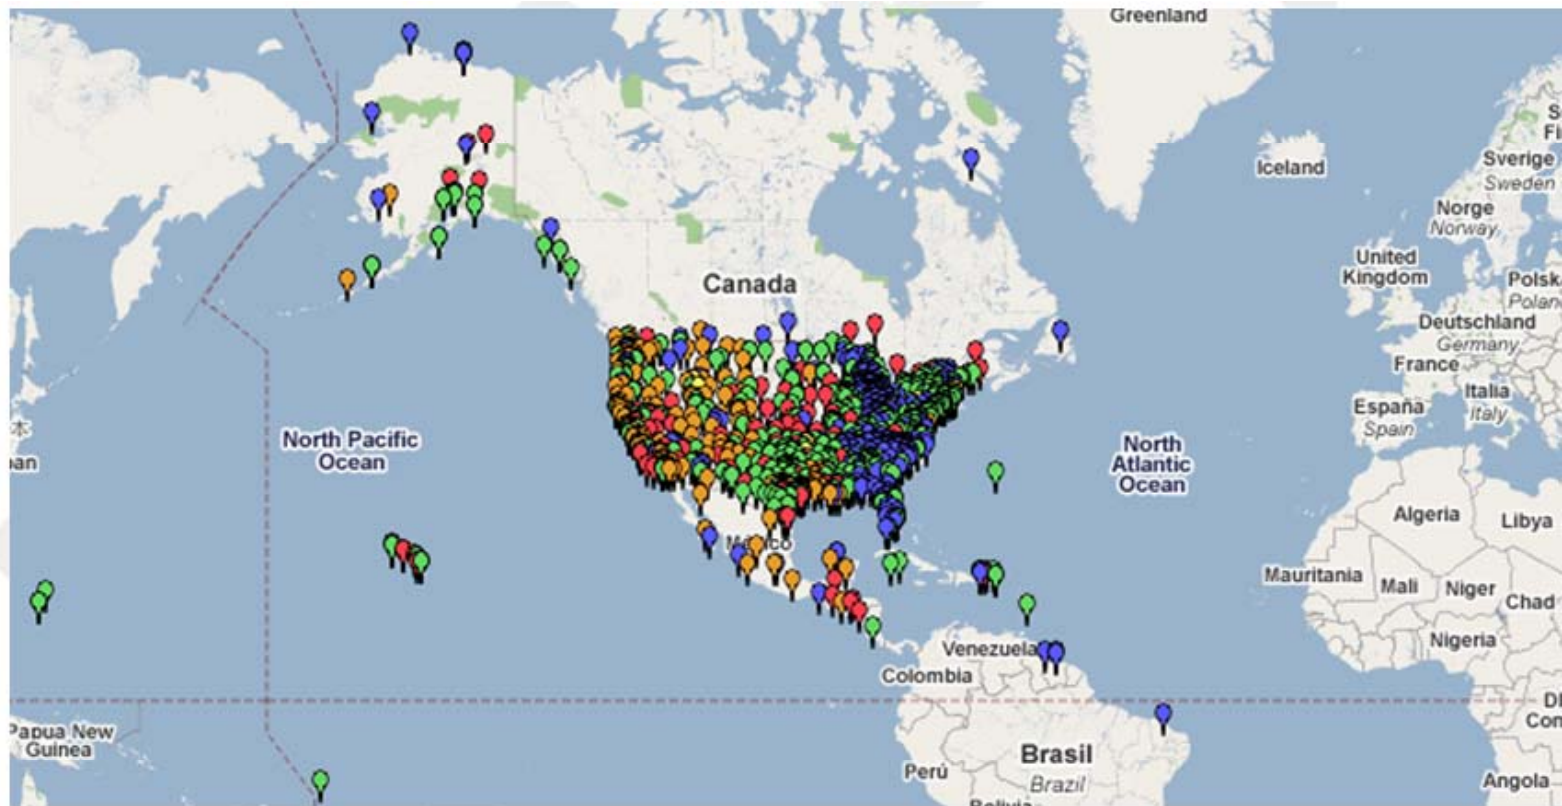 Greenland
Iceland
Sverige
Sweden
Norge
Norway
United
Kingdom
Canada
Deutschland
Germany
France
Italia
Italy
España
Spain
North Pacific
Ocean
North
Atlantic
Ocean
Algeria
Libya
Mauritania
Mali
Niger
Chad
Nigeria
Venezuela
Colombia
Papua New
Guinea
Brasil
Brazil
Perú
Angola